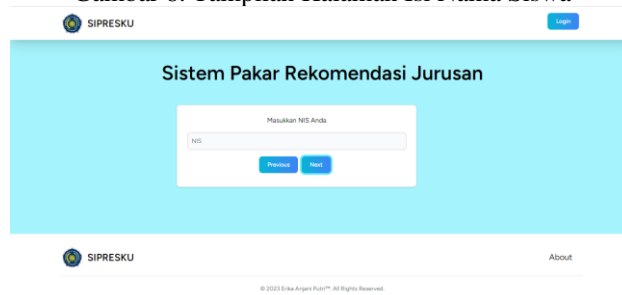 SIPRESKU
Login
Sistem Pakar Rekomendasi Jurusan
Masukkan NIS Anda
NIS
Previous
Next
SIPRESKU
About
© 2023 Erika Anjani Putri™. All Rights Reserved.